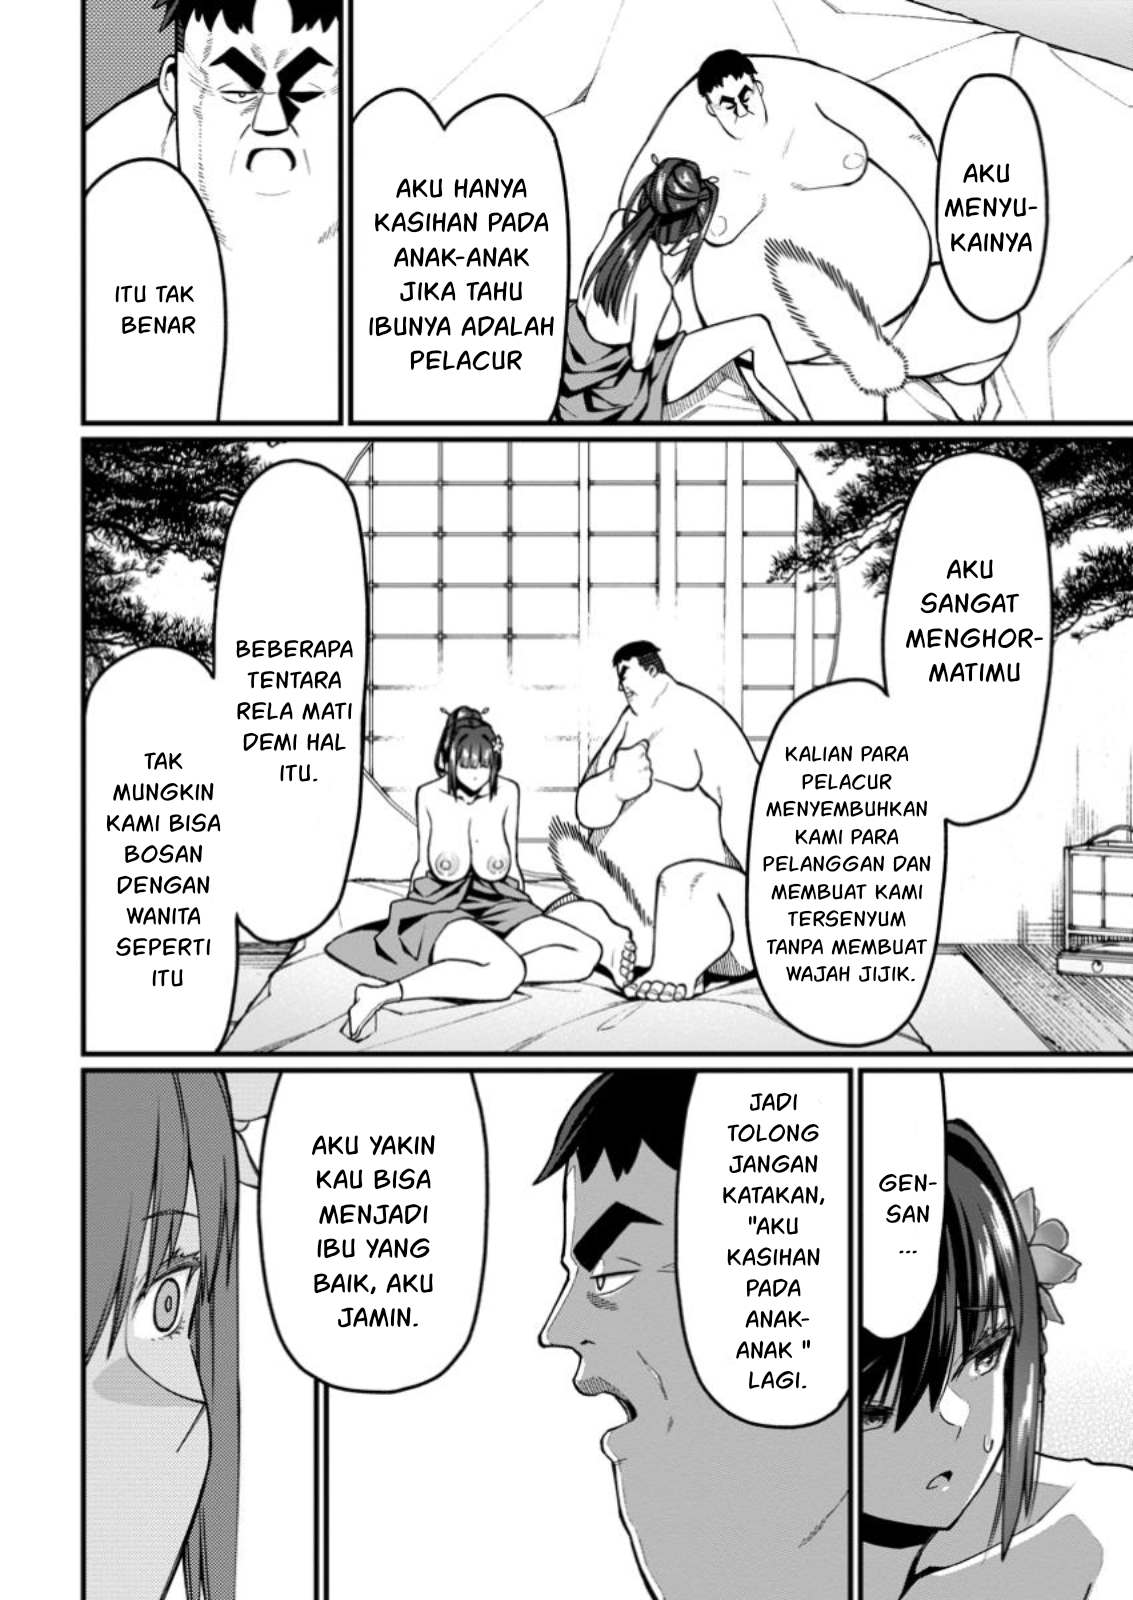 AKU
MENYU-
KAINYA
AKU HANYA
KASIHAN PADA
ANAK-ANAK
JIKA TAHU
IBUNYA ADALAH
PELACUR
ITU TAK
BENAR
AKU
SANGAT
MENGHOR-
MATIMU
KALIAN PARA
PELACUR
MENYEMBUHKAN
KAMI PARA
PELANGGAN DAN
MEMBUAT KAMI
TERSENYUM
TANPA MEMBUAT
WAJAH JIJIK.
BEBERAPA
TENTARA
RELA MATI
DEMI HAL
ITU.
TAK
MUNGKIN
KAMI BISA
BOSAN
DENGAN
WANITA
SEPERTI
ITU
GEN-
SAN
...
JADI
TOLONG
JANGAN
KATAKAN,
"AKU
KASIHAN
PADA
ANAK-
ANAK "
LAGI.
AKU YAKIN
KAU BISA
MENJADI
IBU YANG
BAIK, AKU
JAMIN.